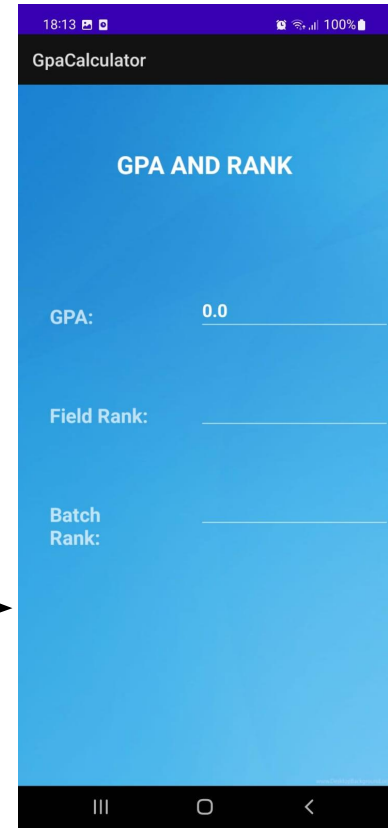 18:13 100%
GpaCalculator
GPA AND RANK
GPA: 0.0
Field Rank:
Batch
Rank: